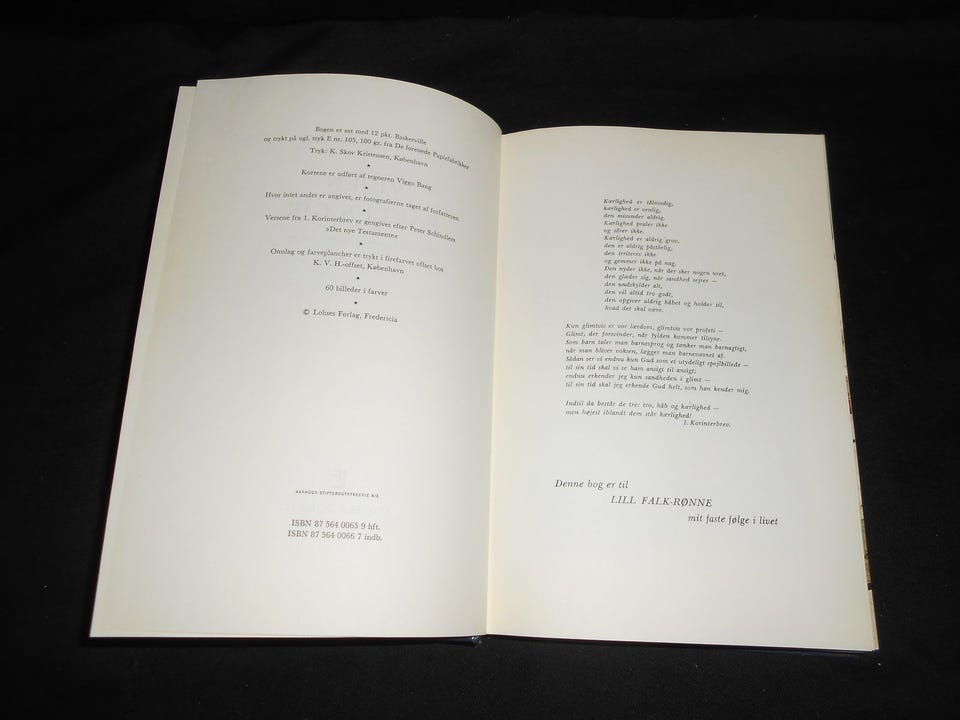 Bogen er sat med 12 pkt. Baskerville
og trykt på ugl. tryk E nr. 105, 100 gr. fra De forenede Papirfabrikker
Tryk: K. Skov Kristensen, København
*
Kortene er udført af tegneren Viggo Bang
*
Hvor intet andet er angivet, er fotografierne taget af forfatteren
*
Versene fra 1. Korinterbrev er gengivet efter Peter Schindlers
»Det nye Testamente«
*
Omslag og farveplancher er trykt i firefarvet offset hos
K. V. H.-offset, København
*
60 billeder i farver
*
© Lohses Forlag, Fredericia
AARHUUS STIFTSBOGTRYKKERIE A/S
ISBN 87 564 0065 9 hft.
ISBN 87 564 0066 7 indb.
Kærlighed er tålmodig,
kærlighed er venlig,
den misunder aldrig.
Kærlighed praler ikke
og sårer ikke.
Kærlighed er aldrig grov,
den er aldrig påståelig,
den irriteres ikke
og gemmer ikke på nag.
Den nyder ikke, når der sker nogen uret,
den glæder sig, når sandhed sejrer –
den undskylder alt,
den vil altid tro godt,
den opgiver aldrig håbet og holder til,
hvad det skal være.
Kun glimtvis er vor lærdom, glimtvis vor profeti –
Glimt, der forsvinder, når fylden kommer tilsyne.
Som barn taler man barnesprog og tænker man barnagtigt,
når man bliver voksen, lægger man barnevæsnet af.
Sådan ser vi endnu kun Gud som et utydeligt spejlbillede –
til sin tid skal vi se ham ansigt til ansigt;
endnu erkender jeg kun sandheden i glimt –
til sin tid skal jeg erkende Gud helt, som han kender mig.
Indtil da består de tre: tro, håb og kærlighed –
men højest iblandt dem står kærlighed!
1. Korinterbrev.
Denne bog er til
LILL FALK-RØNNE
mit faste følge i livet